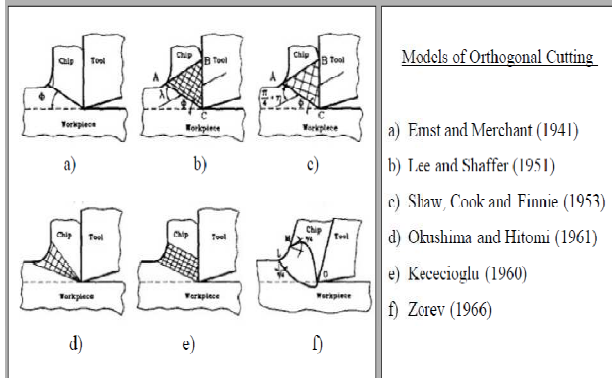 Chip Tool
Φ
Workpiece
a)
Chip B Tool
A
λ
Φ
C
Workpiece
b)
Chip B Tool
A
π/4 + η
Φ
C
Workpiece
c)
Chip Tool
Workpiece
d)
Chip Tool
Workpiece
e)
Chip Tool
M
L
O
Workpiece
f)
Models of Orthogonal Cutting
a) Ernst and Merchant (1941)
b) Lee and Shaffer (1951)
c) Shaw, Cook and Finnie (1953)
d) Okushima and Hitomi (1961)
e) Kececioglu (1960)
f) Zorev (1966)